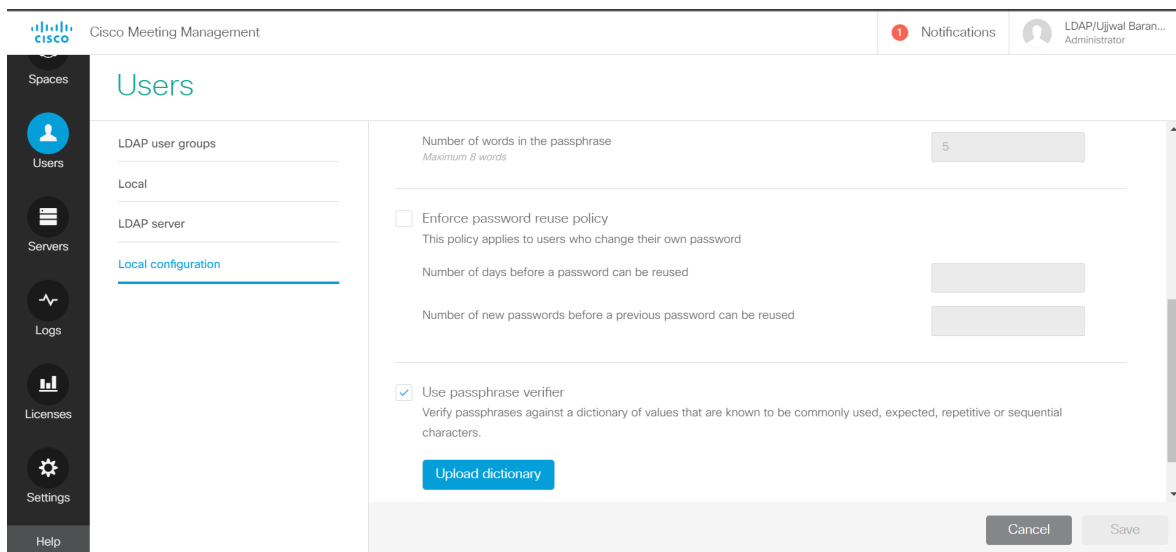 CISCO
Cisco Meeting Management
1
Notifications
LDAP/Ujjwal Baran...
Administrator
Spaces
Users
Servers
Logs
Licenses
Settings
Help
Users
LDAP user groups
Local
LDAP server
Local configuration
Number of words in the passphrase
5
Maximum 8 words
Enforce password reuse policy
This policy applies to users who change their own password
Number of days before a password can be reused
Number of new passwords before a previous password can be reused
Use passphrase verifier
Verify passphrases against a dictionary of values that are known to be commonly used, expected, repetitive or sequential
characters.
Upload dictionary
Cancel
Save